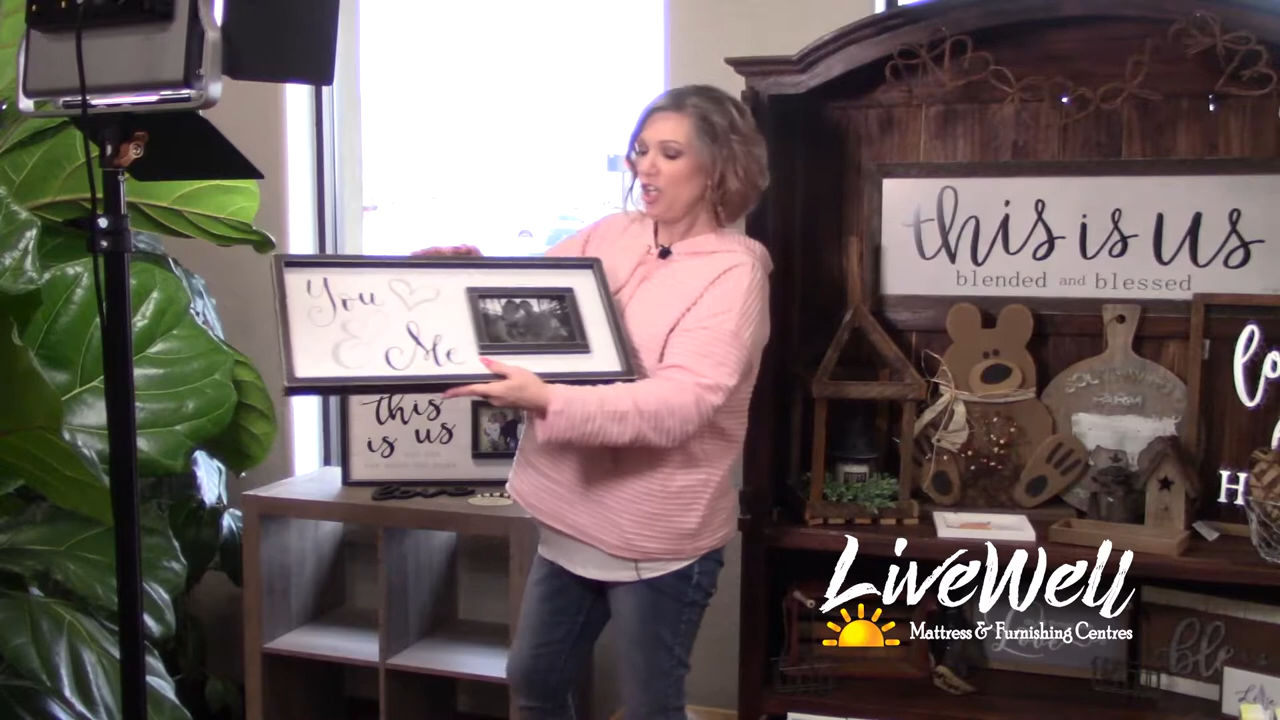 this is us
blended and blessed
You
& Me
this
is us
love
LiveWell
Mattress & Furnishing Centres